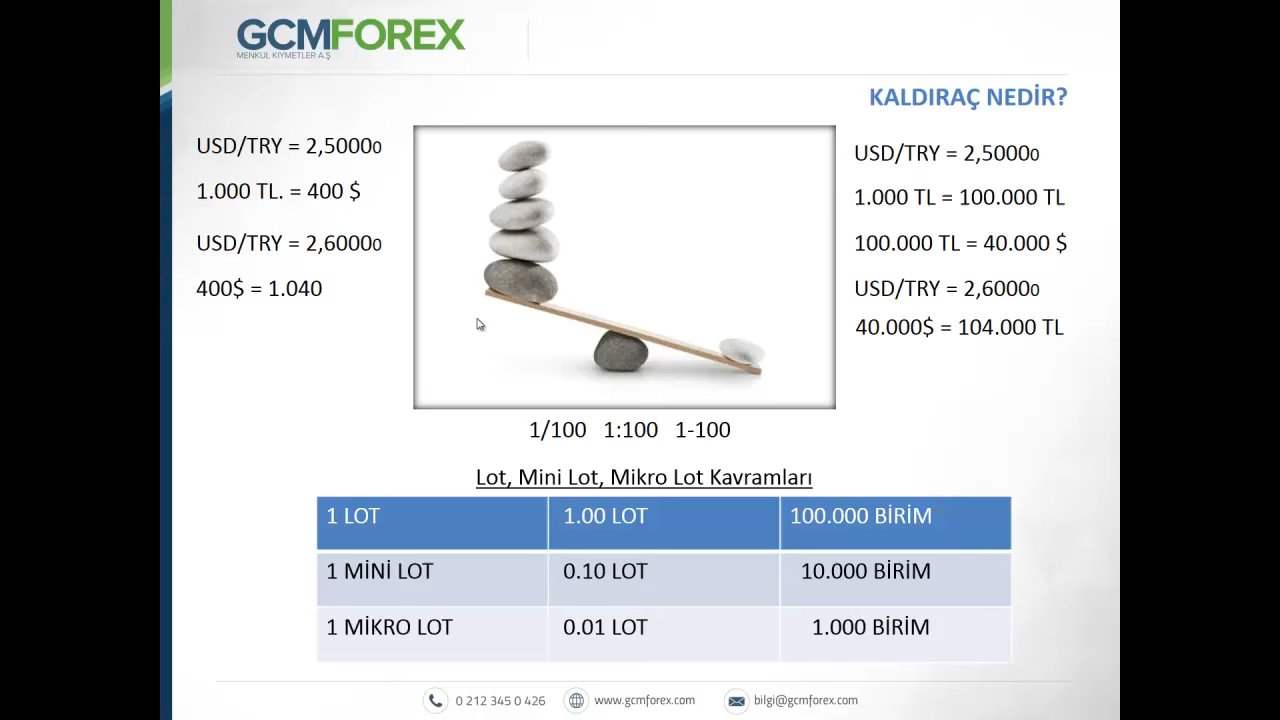 GCMFOREX
MENKUL KIYMETLER A.Ş
KALDIRAÇ NEDİR?
USD/TRY = 2,50000
1.000 TL. = 400 $
USD/TRY = 2,60000
400$ = 1.040
USD/TRY = 2,50000
1.000 TL = 100.000 TL
100.000 TL = 40.000 $
USD/TRY = 2,60000
40.000$ = 104.000 TL
1/100 1:100 1-100
Lot, Mini Lot, Mikro Lot Kavramları
1 LOT 1.00 LOT 100.000 BİRİM
1 MİNİ LOT 0.10 LOT 10.000 BİRİM
1 MİKRO LOT 0.01 LOT 1.000 BİRİM
0 212 345 0 426 www.gcmforex.com bilgi@gcmforex.com